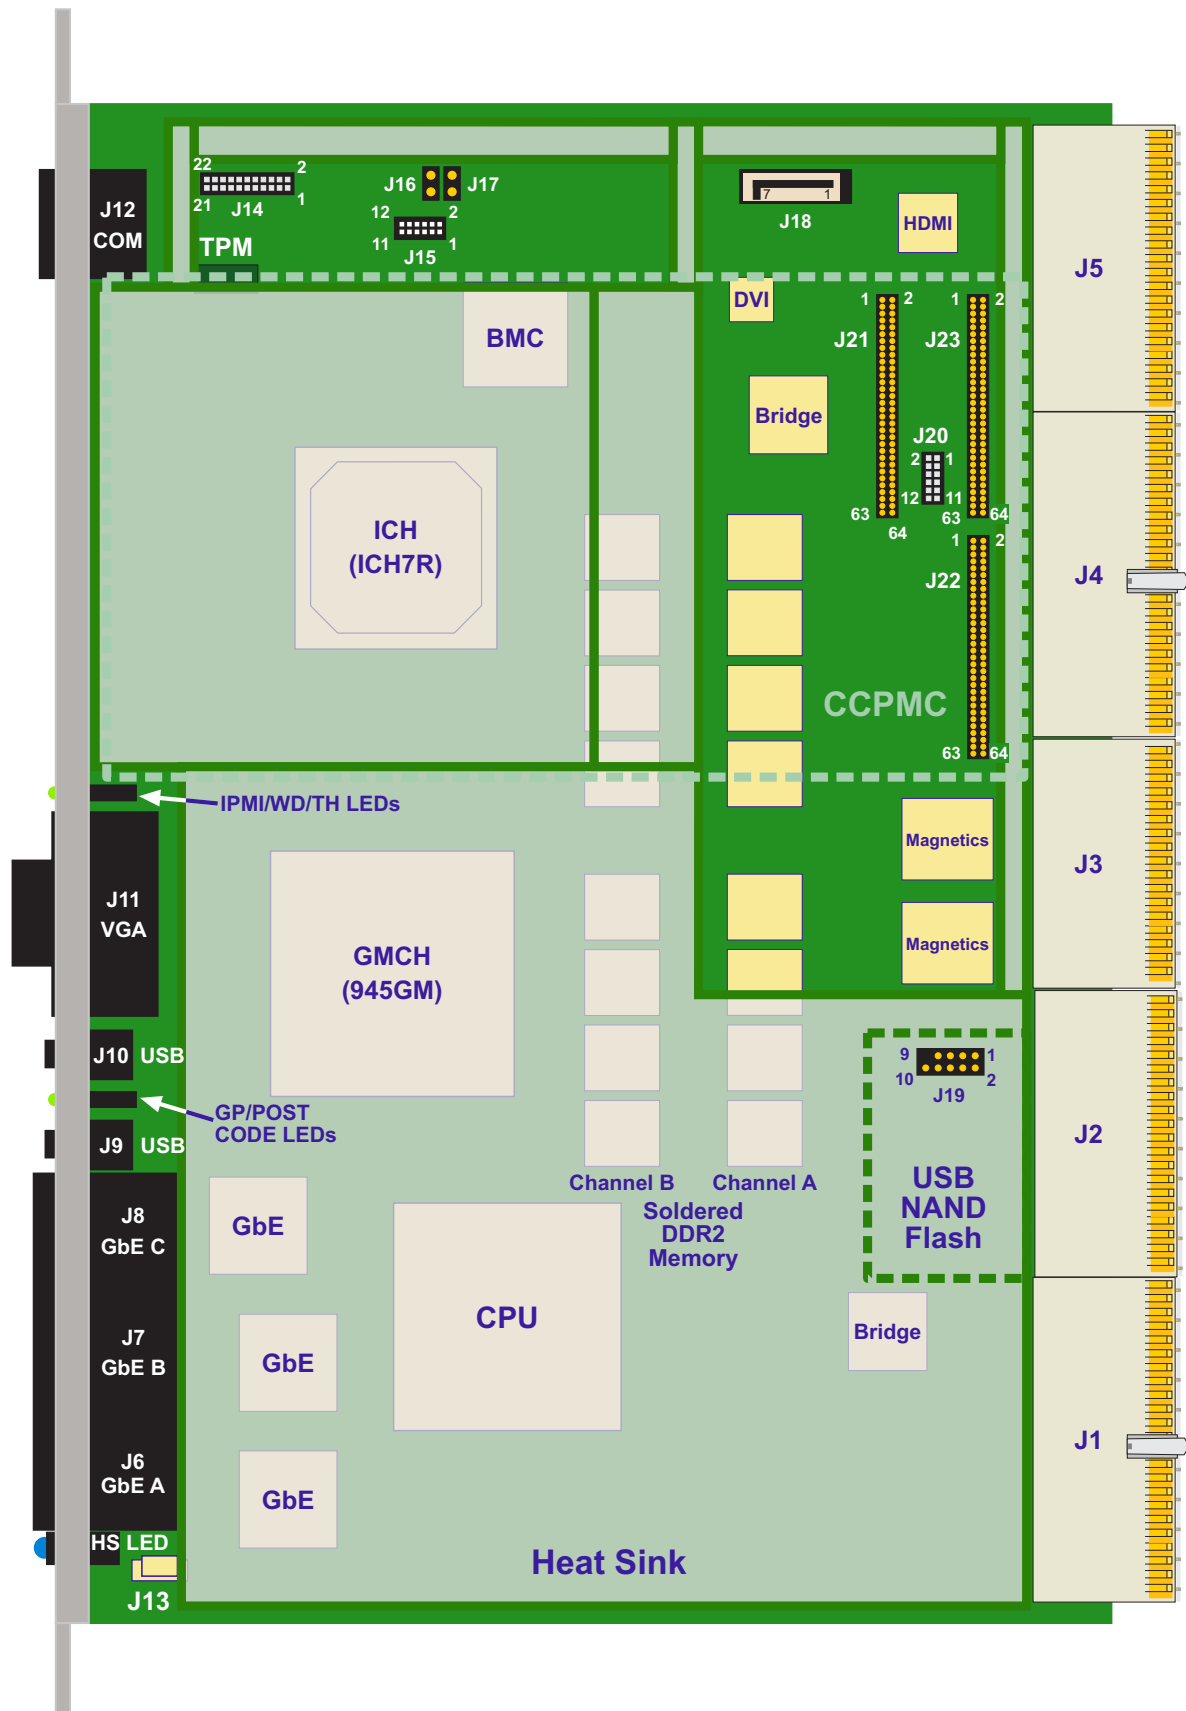 22
2
21
J14
1
J16
J17
12
2
11
J15
1
7
1
J18
HDMI
J12
COM
TPM
J5
DVI
1
2
J21
1
2
J23
BMC
Bridge
J20
2
1
12
11
63
64
63
64
ICH
(ICH7R)
1
2
J22
J4
CCPMC
63
64
IPMI/WD/TH LEDs
J11
VGA
Magnetics
J3
GMCH
(945GM)
Magnetics
J10 USB
9
1
10
2
J19
GP/POST
CODE LEDs
J9 USB
J2
Channel B
Channel A
Soldered
DDR2
Memory
USB
NAND
Flash
J8
GbE C
GbE
CPU
Bridge
J7
GbE B
GbE
J1
J6
GbE A
GbE
HS LED
Heat Sink
J13